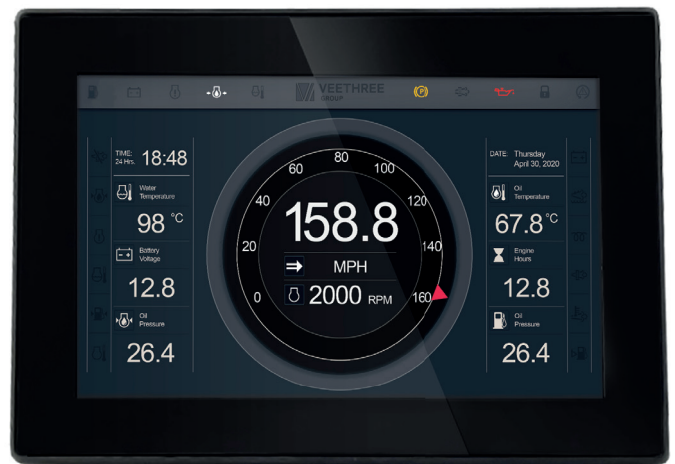 VEETHREE
GROUP
(P)
TIME:
24 Hrs.
18:48
Water
Temperature
98 °C
Battery
Voltage
12.8
Oil
Pressure
26.4
0
20
40
60
80
100
120
140
160
158.8
MPH
2000 RPM
DATE: Thursday
April 30, 2020
Oil
Temperature
67.8 °C
Engine
Hours
12.8
Oil
Pressure
26.4